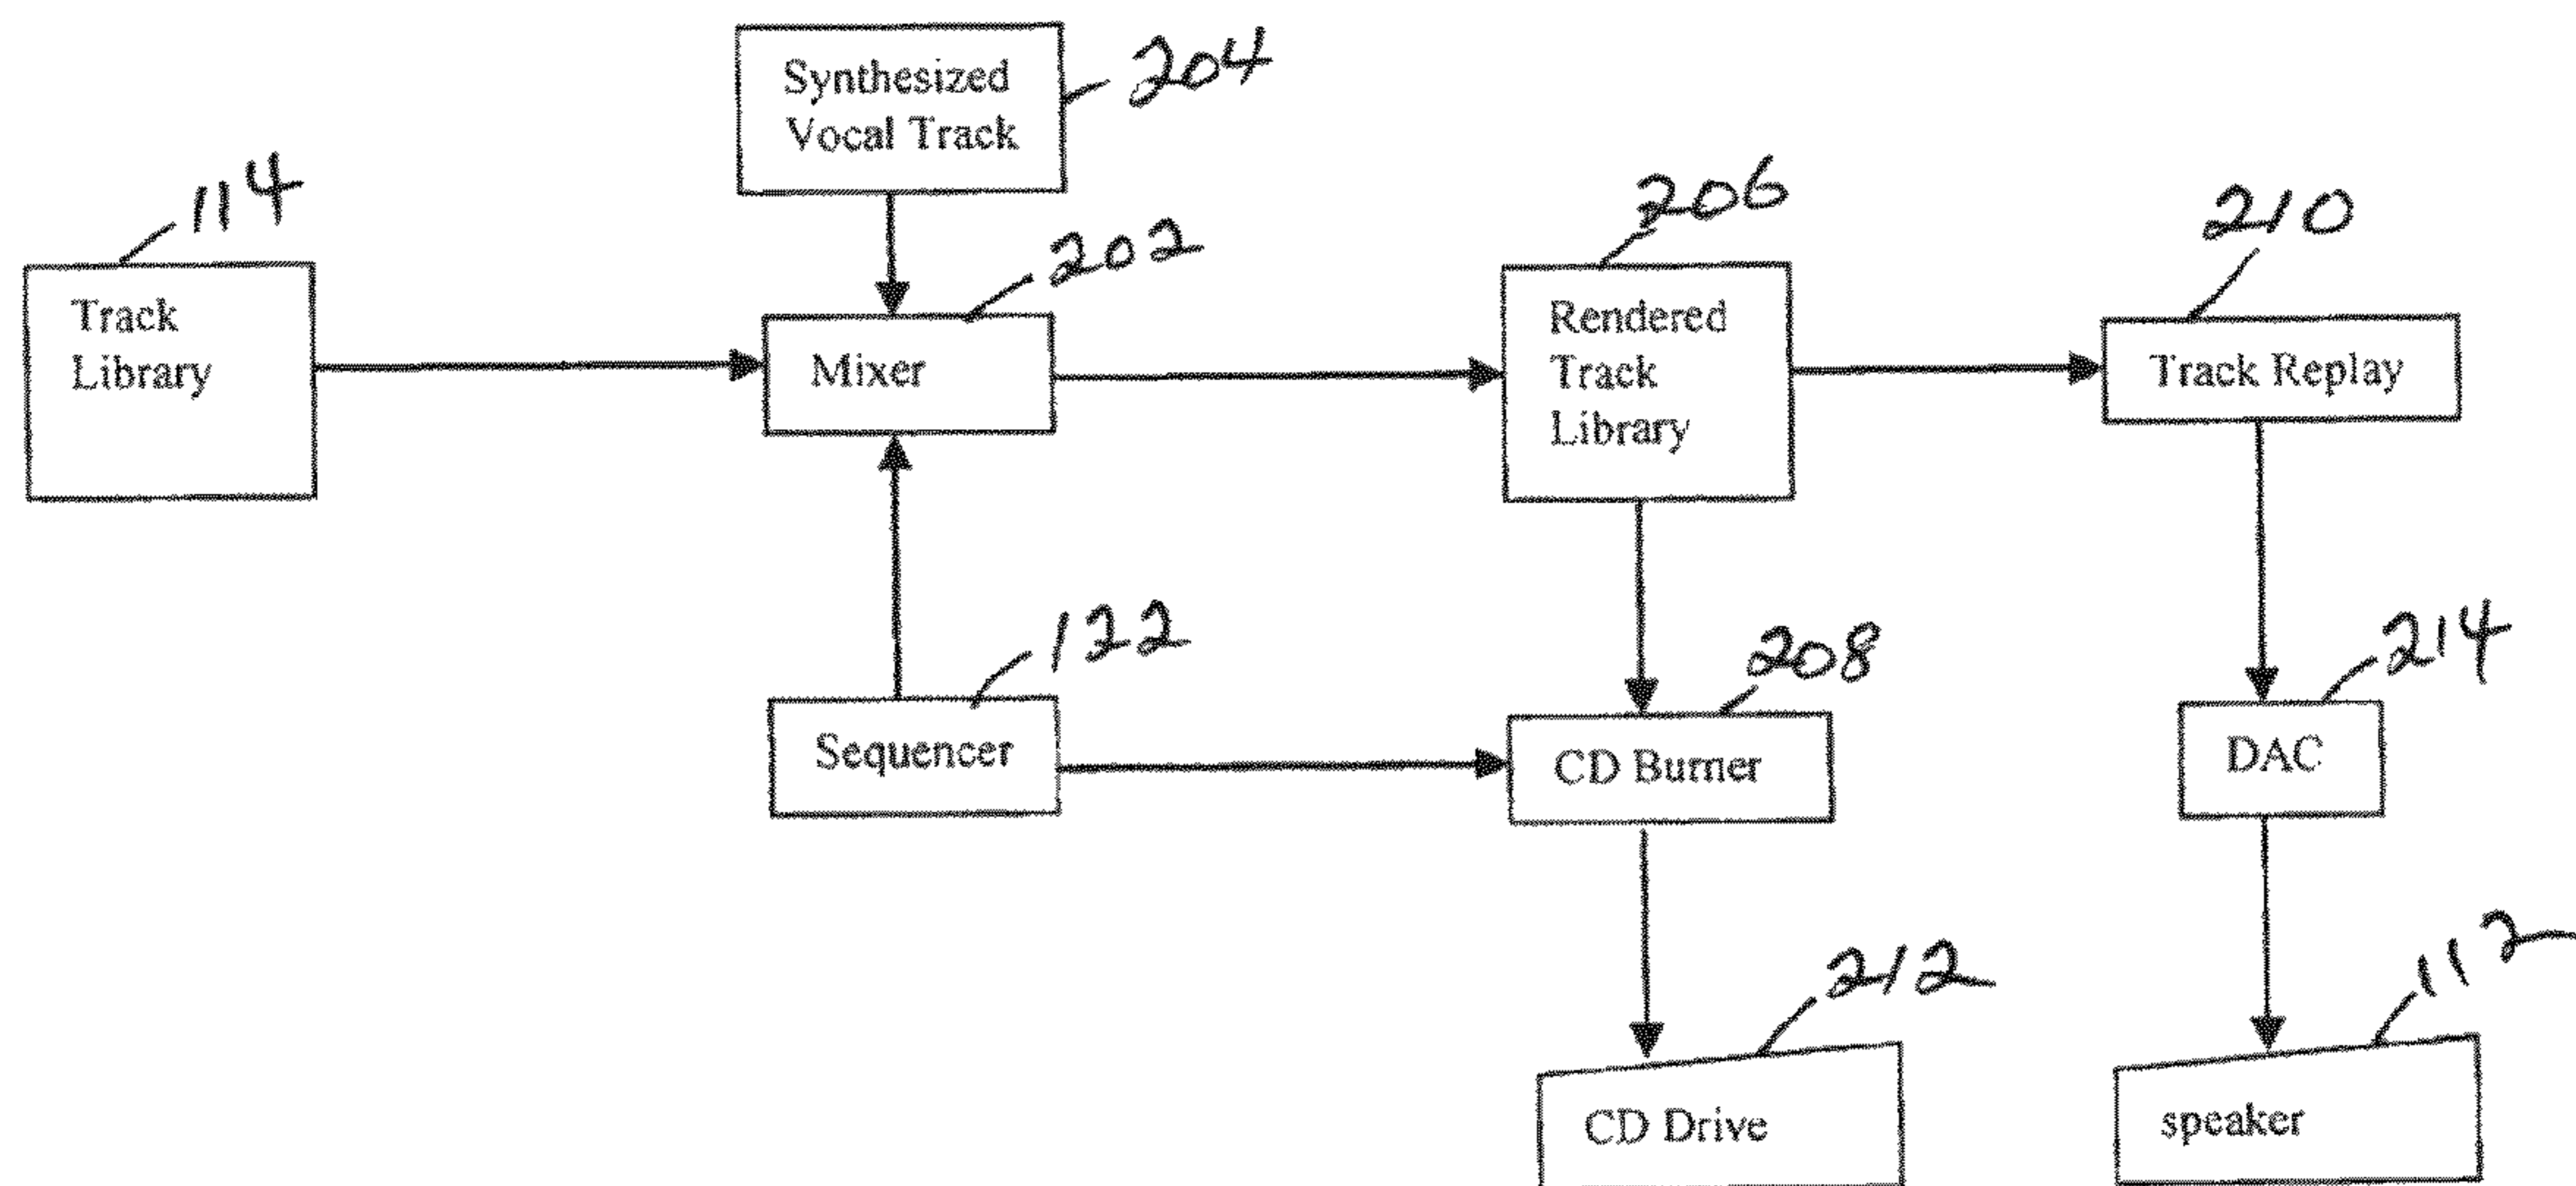 204
Synthesized
Vocal Track
114
Track
Library
202
Mixer
206
Rendered
Track
Library
210
Track Replay
122
Sequencer
208
CD Burner
214
DAC
212
CD Drive
112
speaker